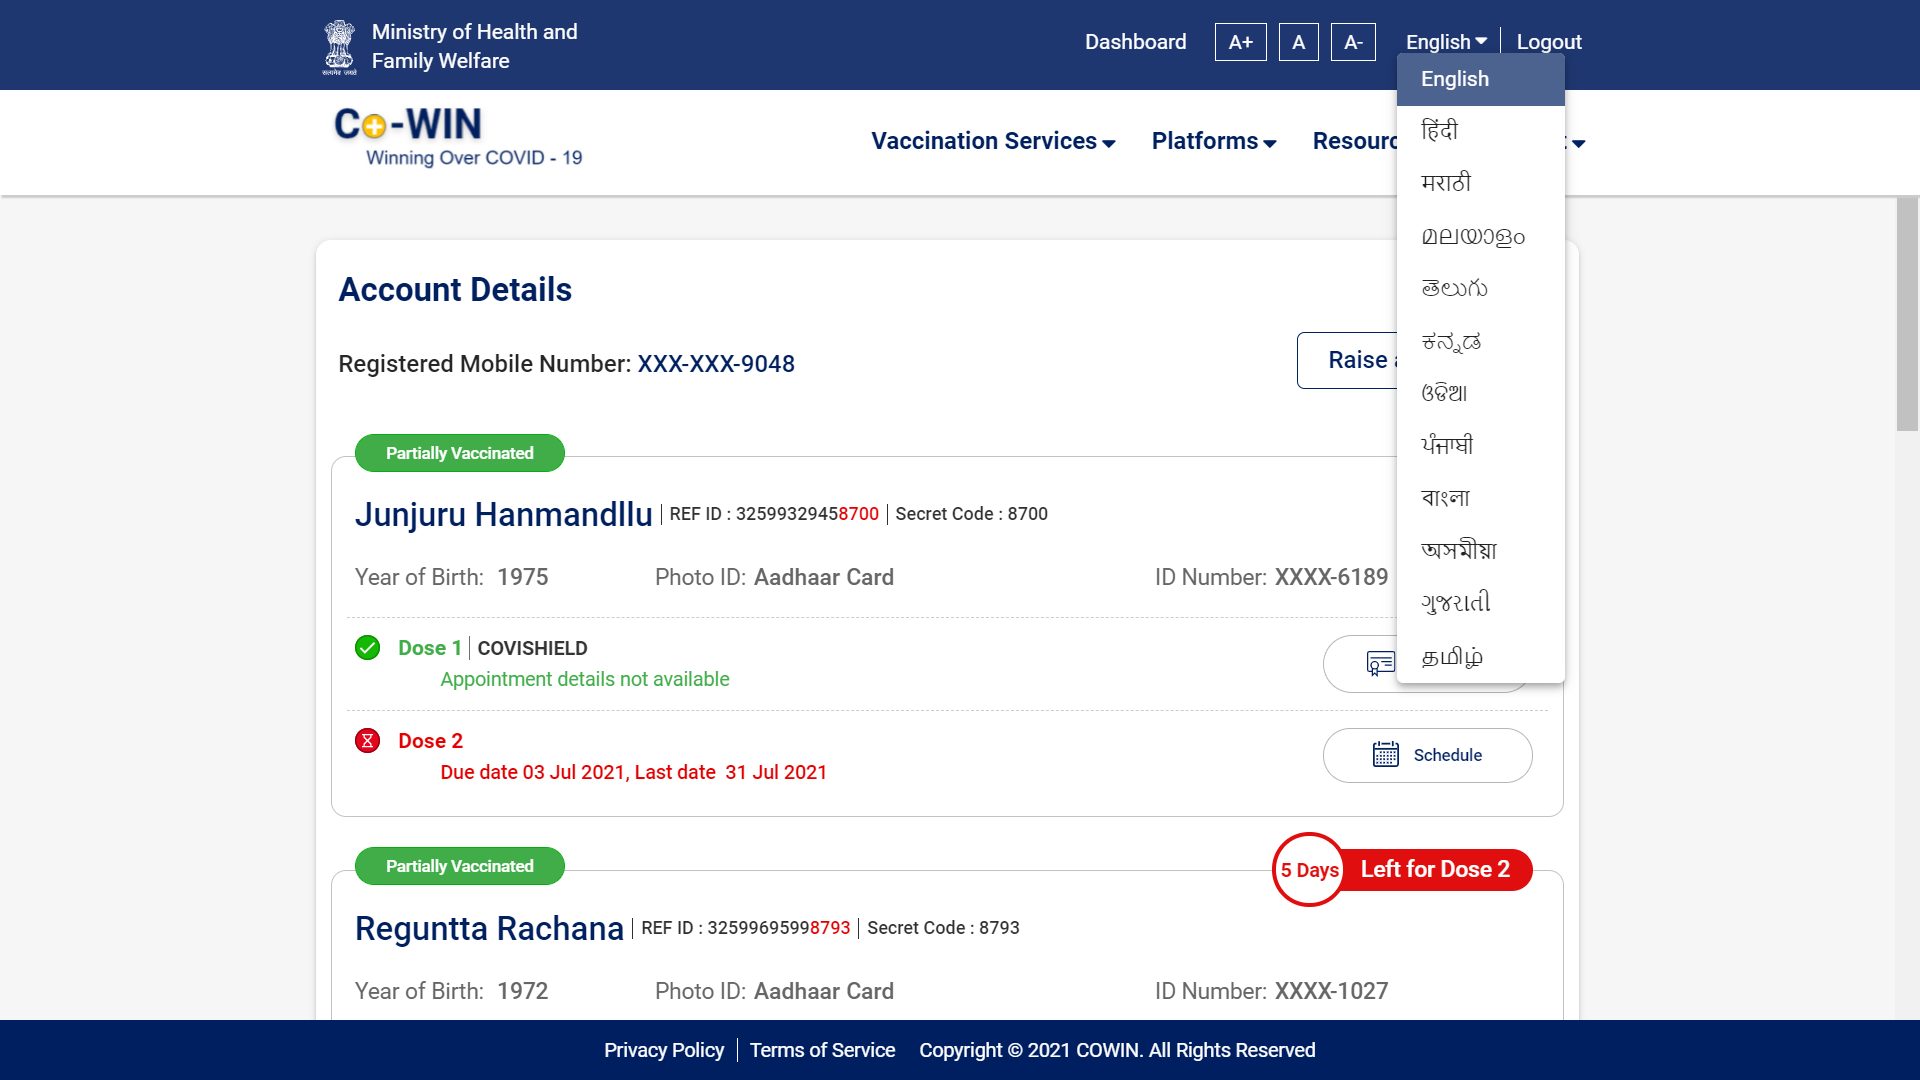 Ministry of Health and
Family Welfare
सत्यमेव जयते
Dashboard
A+
A
A-
English
Logout
English
हिंदी
मराठी
മലയാളം
తెలుగు
ಕನ್ನಡ
ଓଡିଆ
ਪੰਜਾਬੀ
বাংলা
অসমীয়া
ગુજરાતી
தமிழ்
Co-WIN
Winning Over COVID - 19
Vaccination Services
Platforms
Account Details
Registered Mobile Number: XXX-XXX-9048
Raise
Partially Vaccinated
Junjuru Hanmandllu | REF ID : 32599329458700 | Secret Code : 8700
Year of Birth: 1975 Photo ID: Aadhaar Card ID Number: XXXX-6189
Dose 1 | COVISHIELD
Appointment details not available
Dose 2
Due date 03 Jul 2021, Last date 31 Jul 2021
Schedule
Partially Vaccinated
5 Days Left for Dose 2
Reguntta Rachana | REF ID : 32599695998793 | Secret Code : 8793
Year of Birth: 1972 Photo ID: Aadhaar Card ID Number: XXXX-1027
Privacy Policy | Terms of Service Copyright © 2021 COWIN. All Rights Reserved